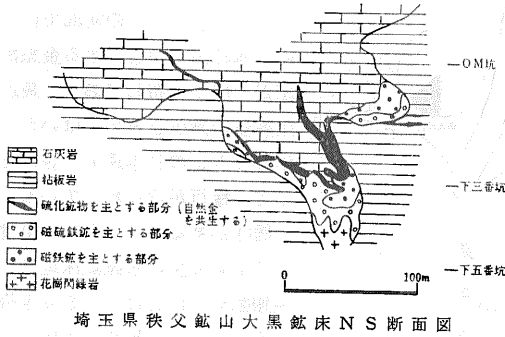 OM坑
石灰岩
粘板岩
硫化鉱物を主とする部分 (自然金を共生する)
磁硫鉄鉱を主とする部分
磁鉄鉱を主とする部分
花崗閃緑岩
下三番坑
下五番坑
0 100m
埼玉県秩父鉱山大黒鉱床NS断面図